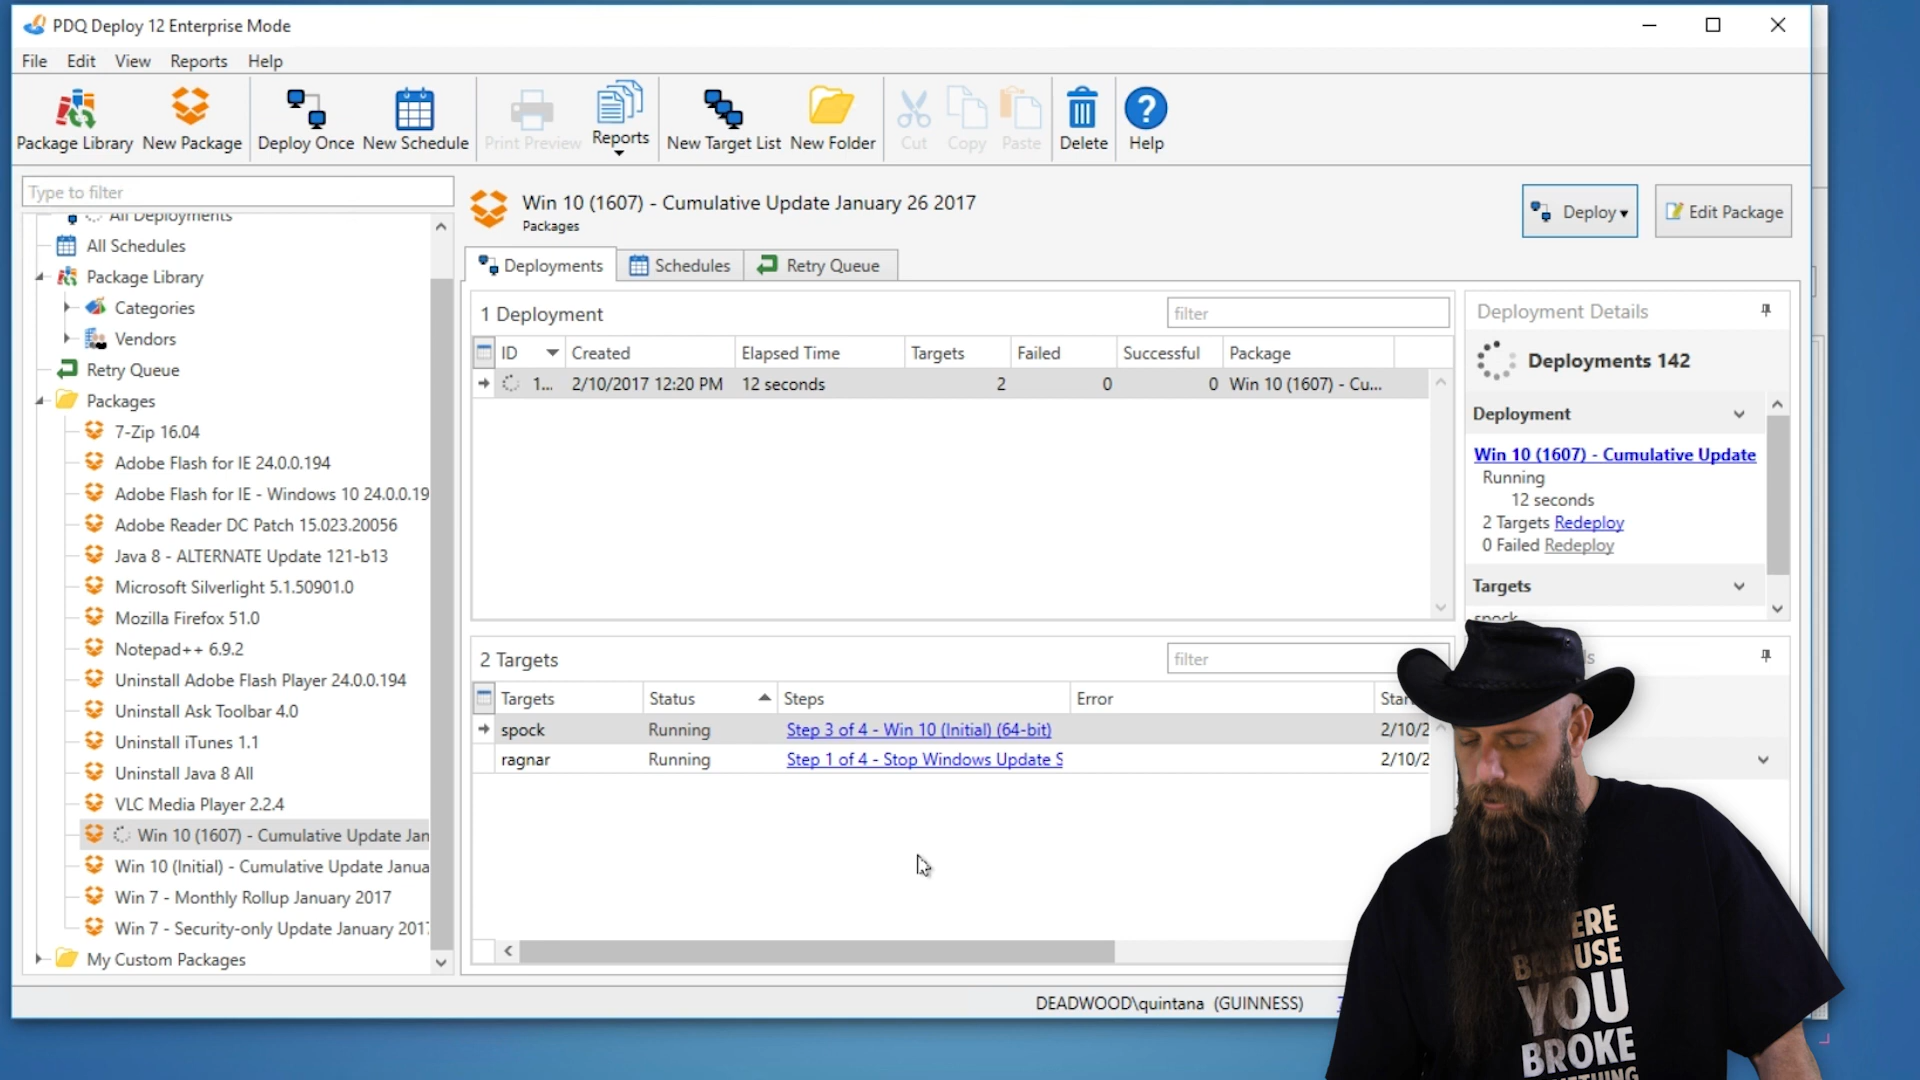 PDQ Deploy 12 Enterprise Mode
File Edit View Reports Help
Package Library New Package Deploy Once New Schedule Print Preview Reports New Target List New Folder Cut Copy Paste Delete Help
Type to filter
All Deployments
All Schedules
Package Library
Categories
Vendors
Retry Queue
Packages
7-Zip 16.04
Adobe Flash for IE 24.0.0.194
Adobe Flash for IE - Windows 10 24.0.0.19
Adobe Reader DC Patch 15.023.20056
Java 8 - ALTERNATE Update 121-b13
Microsoft Silverlight 5.1.50901.0
Mozilla Firefox 51.0
Notepad++ 6.9.2
Uninstall Adobe Flash Player 24.0.0.194
Uninstall Ask Toolbar 4.0
Uninstall iTunes 1.1
Uninstall Java 8 All
VLC Media Player 2.2.4
Win 10 (1607) - Cumulative Update Jan
Win 10 (Initial) - Cumulative Update Janua
Win 7 - Monthly Rollup January 2017
Win 7 - Security-only Update January 201
My Custom Packages
Win 10 (1607) - Cumulative Update January 26 2017
Packages
Deploy Edit Package
Deployments Schedules Retry Queue
1 Deployment filter
ID Created Elapsed Time Targets Failed Successful Package
1... 2/10/2017 12:20 PM 12 seconds 2 0 0 Win 10 (1607) - Cu...
2 Targets filter
Targets Status Steps Error Star
spock Running Step 3 of 4 - Win 10 (Initial) (64-bit) 2/10/2
ragnar Running Step 1 of 4 - Stop Windows Update S 2/10/2
Deployment Details
Deployments 142
Deployment
Win 10 (1607) - Cumulative Update
Running
12 seconds
2 Targets Redeploy
0 Failed Redeploy
Targets
spock
DEADWOOD\quintana (GUINNESS)
YOU
BROKE